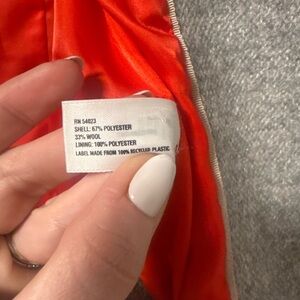 RN 54023
SHELL: 67% POLYESTER
33% WOOL
LINING: 100% POLYESTER
LABEL MADE FROM 100% RECYCLED PLASTIC